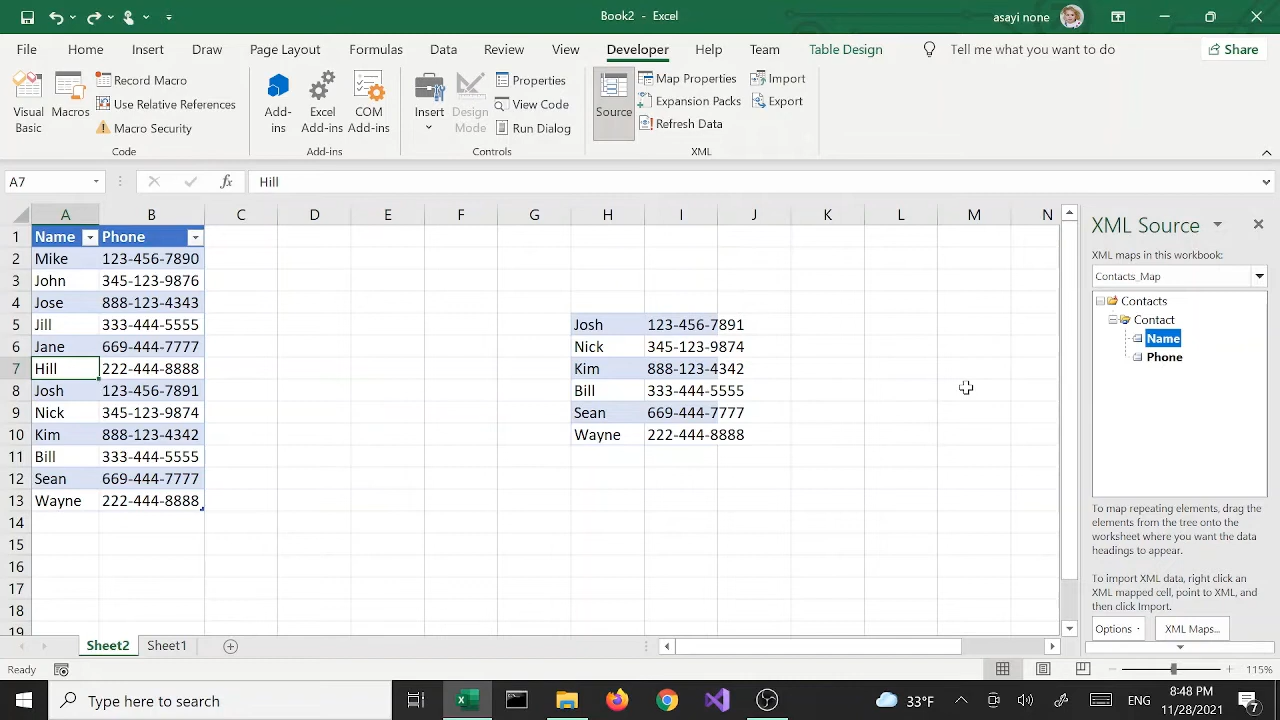 Book2 - Excel
asayi none
File Home Insert Draw Page Layout Formulas Data Review View Developer Help Team Table Design Tell me what you want to do Share
Visual Basic
Macros
Record Macro
Use Relative References
Macro Security
Code
Add-ins
Excel Add-ins
COM Add-ins
Add-ins
Insert
Design Mode
Properties
View Code
Run Dialog
Controls
Source
Map Properties
Expansion Packs
Refresh Data
Import
Export
XML
A7
fx
Hill
A B C D E F G H I J K L M N
1 Name Phone
2 Mike 123-456-7890
3 John 345-123-9876
4 Jose 888-123-4343
5 Jill 333-444-5555 Josh 123-456-7891
6 Jane 669-444-7777 Nick 345-123-9874
7 Hill 222-444-8888 Kim 888-123-4342
8 Josh 123-456-7891 Bill 333-444-5555
9 Nick 345-123-9874 Sean 669-444-7777
10 Kim 888-123-4342 Wayne 222-444-8888
11 Bill 333-444-5555
12 Sean 669-444-7777
13 Wayne 222-444-8888
14
15
16
17
18
19
XML Source
XML maps in this workbook:
Contacts_Map
Contacts
Contact
Name
Phone
To map repeating elements, drag the
elements from the tree onto the
worksheet where you want the data
headings to appear.
To import XML data, right click an
XML mapped cell, point to XML, and
then click Import.
Options
XML Maps...
Sheet2 Sheet1
Ready
115%
Type here to search
33°F
ENG
8:48 PM
11/28/2021
7